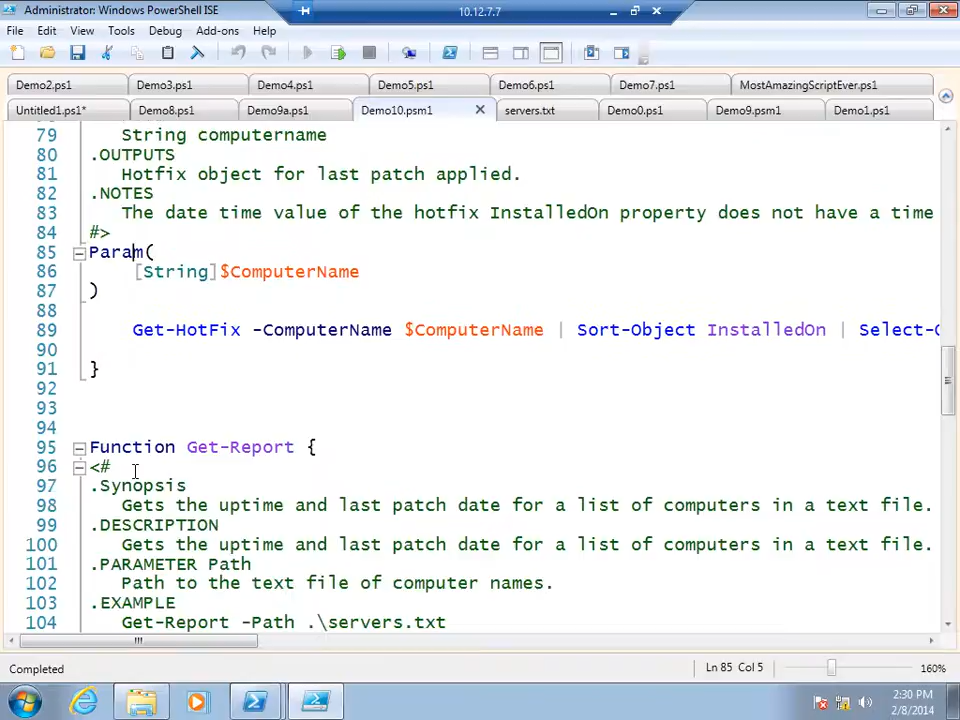 Administrator: Windows PowerShell ISE
10.12.7.7
File Edit View Tools Debug Add-ons Help
Demo2.ps1 Demo3.ps1 Demo4.ps1 Demo5.ps1 Demo6.ps1 Demo7.ps1 MostAmazingScriptEver.ps1
Untitled1.ps1* Demo8.ps1 Demo9a.ps1 Demo10.psm1 servers.txt Demo0.ps1 Demo9.psm1 Demo1.ps1
79 String computername
80 .OUTPUTS
81 Hotfix object for last patch applied.
82 .NOTES
83 The date time value of the hotfix InstalledOn property does not have a time
84 #>
85 Param(
86 [String]$ComputerName
87 )
88
89 Get-HotFix -ComputerName $ComputerName | Sort-Object InstalledOn | Select-
90
91 }
92
93
94
95 Function Get-Report {
96 <#
97 .Synopsis
98 Gets the uptime and last patch date for a list of computers in a text file.
99 .DESCRIPTION
100 Gets the uptime and last patch date for a list of computers in a text file.
101 .PARAMETER Path
102 Path to the text file of computer names.
103 .EXAMPLE
104 Get-Report -Path .\servers.txt
Completed Ln 85 Col 5 160%
2:30 PM
2/8/2014